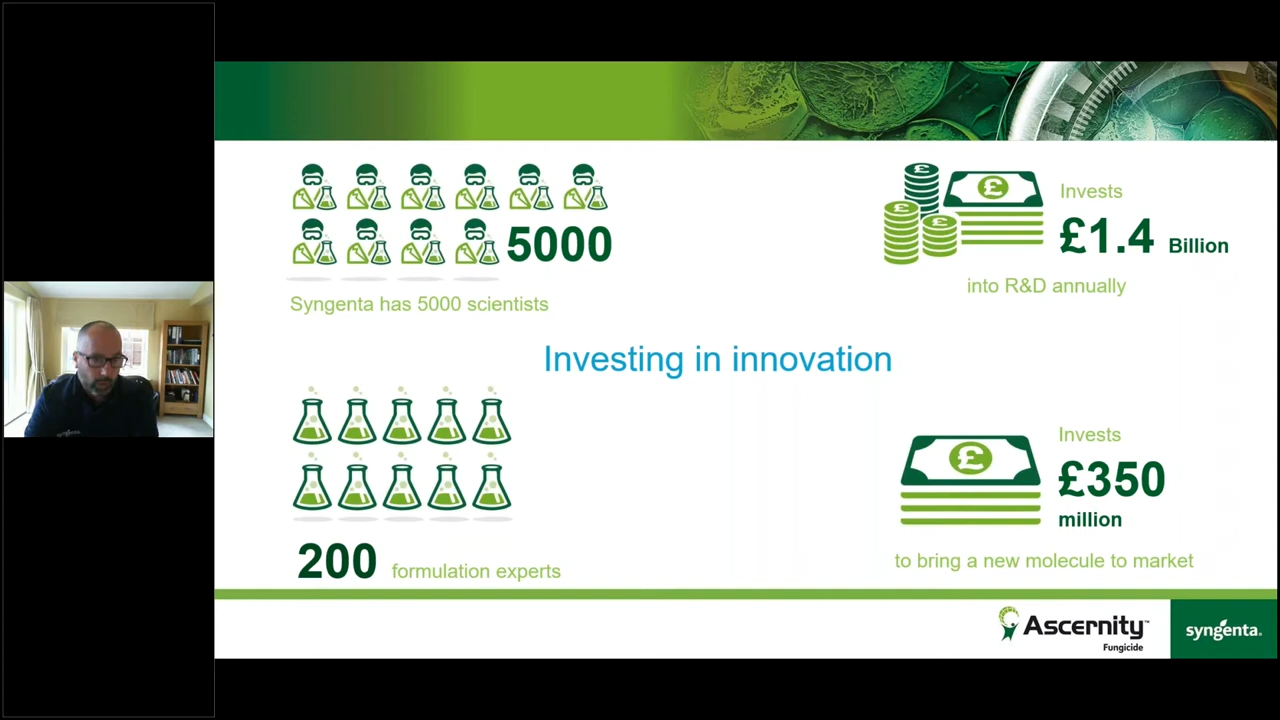 5000
Syngenta has 5000 scientists
Invests
£1.4 Billion
into R&D annually
Investing in innovation
200 formulation experts
Invests
£350
million
to bring a new molecule to market
Ascernity™
Fungicide
syngenta.